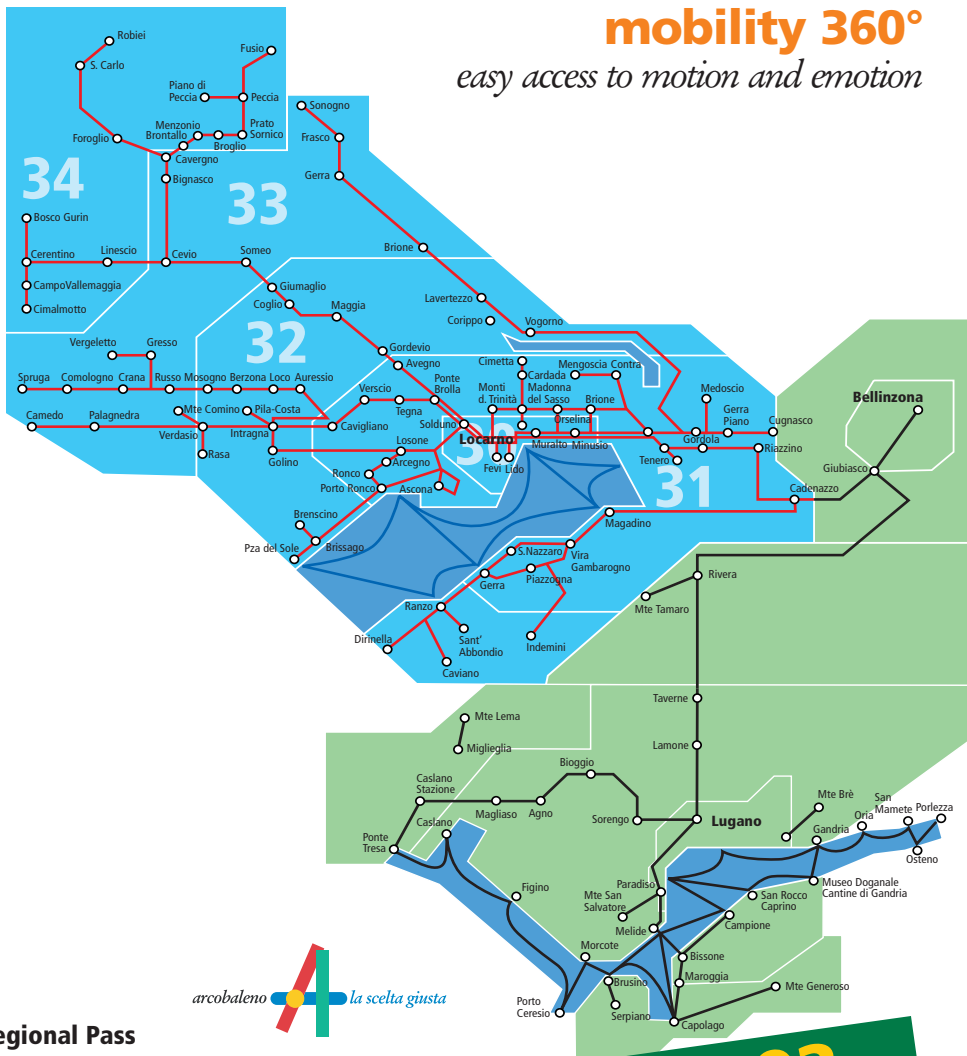 mobility 360°
easy access to motion and emotion
Robiei
Fusio
S. Carlo
Piano di
Peccia
Peccia
Sonogno
Menzonio
Prato
Sornico
Brontallo
Foroglio
Broglio
Frasco
Cavergno
34
Bignasco
33
Gerra
Bosco Gurin
Brione
Cerentino
Linescio
Cevio
Someo
CampoVallemaggia
Giumaglio
Lavertezzo
Cimalmotto
Coglio
Maggia
Corippo
Vogorno
32
Vergeletto
Gresso
Gordevio
Avegno
Cimetta
Mengoscia
Contra
Spruga
Comologno
Crana
Russo
Mosogno
Berzona
Loco
Auressio
Verscio
Ponte
Brolla
Cardada
Monti
d. Trinità
Madonna
del Sasso
Brione
Medoscio
Bellinzona
Camedo
Palagnedra
Mte Comino
Pila-Costa
Tegna
Solduno
Orselina
Gerra
Piano
Cugnasco
Verdasio
Intragna
Cavigliano
Losone
Locarno
30
Muralto
Minusio
Gordola
Riazzino
Rasa
Golino
Arcegno
Fevi
Lido
Tenero
Giubiasco
Ronco
31
Porto Ronco
Ascona
Cadenazzo
Brenscino
Magadino
Pza del Sole
Brissago
S.Nazzaro
Vira
Gambarogno
Gerra
Piazzogna
Rivera
Ranzo
Mte Tamaro
Dirinella
Sant'
Abbondio
Indemini
Caviano
Taverne
Mte Lema
Lamone
Miglieglia
Bioggio
Caslano
Stazione
Mte Brè
San
Mamete
Porlezza
Magliaso
Agno
Sorengo
Lugano
Oria
Caslano
Gandria
Ponte
Tresa
Osteno
Figino
Paradiso
Museo Doganale
Cantine di Gandria
Mte San
Salvatore
San Rocco
Caprino
Melide
Campione
Morcote
Bissone
Maroggia
Brusino
Mte Generoso
arcobaleno
la scelta giusta
Porto
Ceresio
Serpiano
Capolago
egional Pass